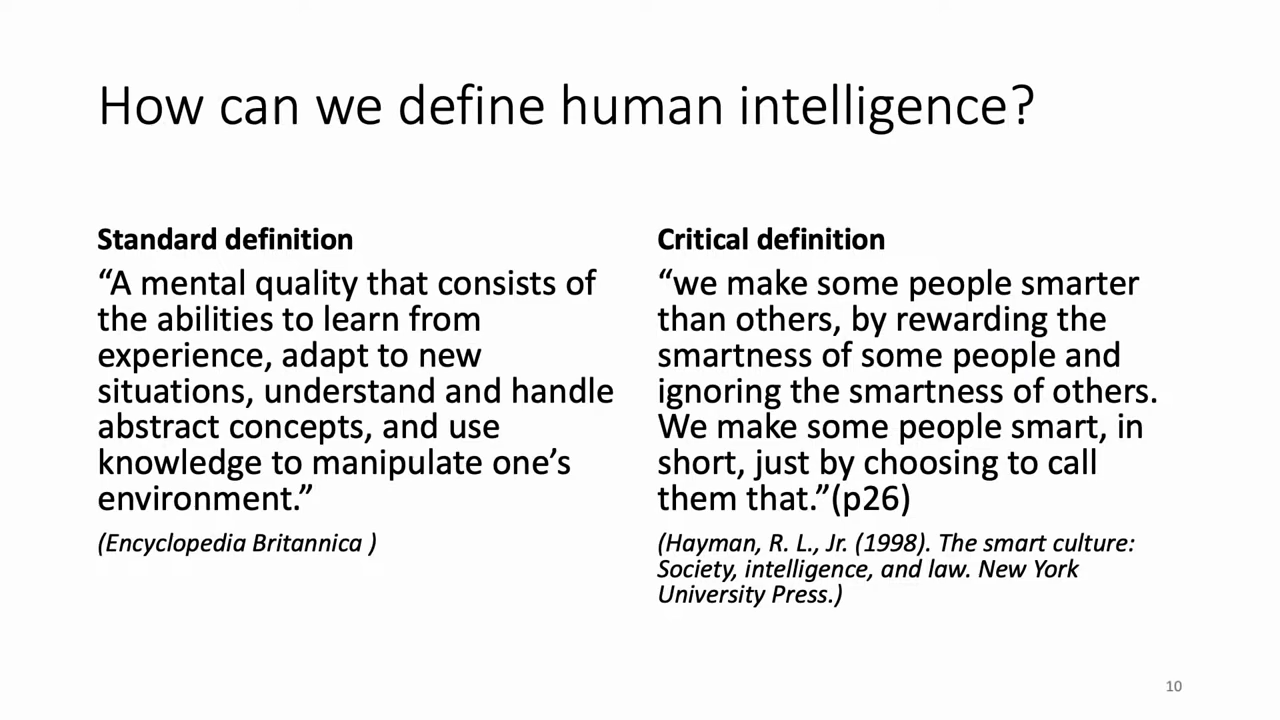 How can we define human intelligence?
Standard definition
“A mental quality that consists of
the abilities to learn from
experience, adapt to new
situations, understand and handle
abstract concepts, and use
knowledge to manipulate one’s
environment.”
(Encyclopedia Britannica )
Critical definition
“we make some people smarter
than others, by rewarding the
smartness of some people and
ignoring the smartness of others.
We make some people smart, in
short, just by choosing to call
them that.”(p26)
(Hayman, R. L., Jr. (1998). The smart culture:
Society, intelligence, and law. New York
University Press.)
10